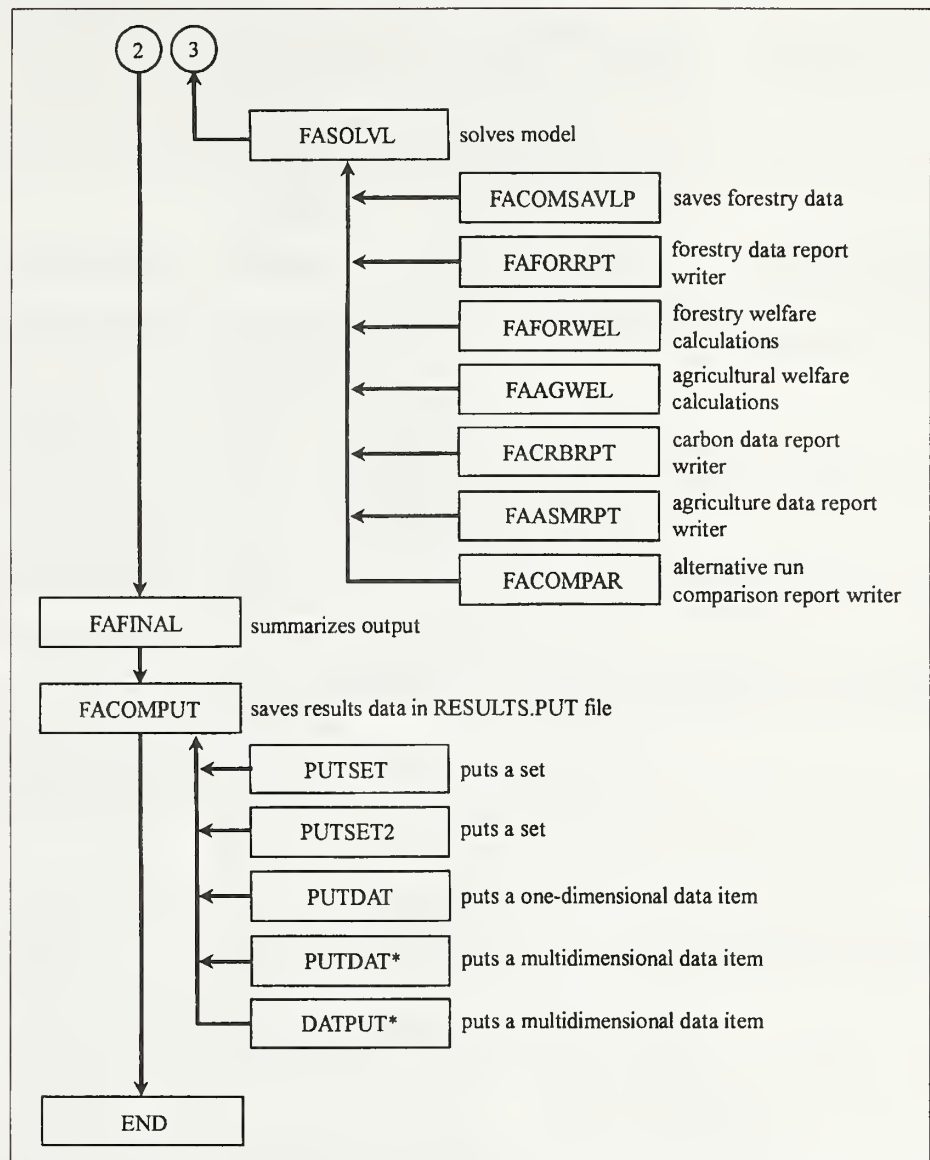 2 3
FASOLVL solves model
FACOMSAVLP saves forestry data
FAFORRPT forestry data report
writer
FAFORWEL forestry welfare
calculations
FAAGWEL agricultural welfare
calculations
FACRBRPT carbon data report
writer
FAASMRPT agriculture data report
writer
FACOMPAR alternative run
comparison report writer
FAFINAL summarizes output
FACOMPUT saves results data in RESULTS.PUT file
PUTSET puts a set
PUTSET2 puts a set
PUTDAT puts a one-dimensional data item
PUTDAT* puts a multidimensional data item
DATPUT* puts a multidimensional data item
END